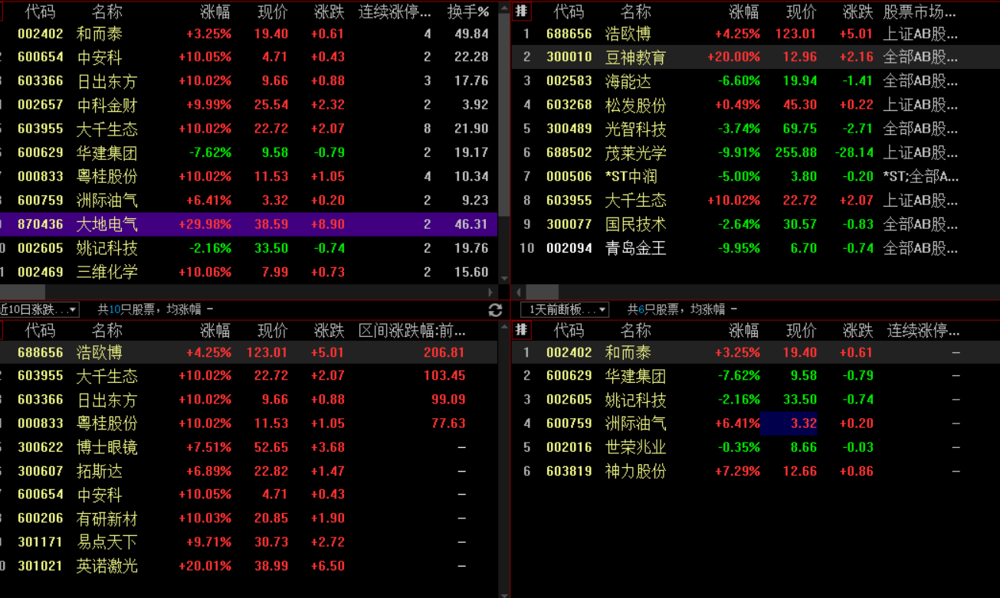 代码 名称 涨幅 现价 涨跌 连续涨停... 换手%
002402 和而泰 +3.25% 19.40 +0.61 4 49.84
600654 中安科 +10.05% 4.71 +0.43 2 22.28
603366 日出东方 +10.02% 9.66 +0.88 3 17.76
002657 中科金财 +9.99% 25.54 +2.32 2 3.92
603955 大千生态 +10.02% 22.72 +2.07 8 21.90
600629 华建集团 -7.62% 9.58 -0.79 2 19.17
000833 粤桂股份 +10.02% 11.53 +1.05 4 10.34
600759 洲际油气 +6.41% 3.32 +0.20 2 9.23
870436 大地电气 +29.98% 38.59 +8.90 2 46.31
0 002605 姚记科技 -2.16% 33.50 -0.74 2 19.76
1 002469 三维化学 +10.06% 7.99 +0.73 2 15.60
排 代码 名称 涨幅 现价 涨跌 股票市场...
1 688656 浩欧博 +4.25% 123.01 +5.01 上证AB股...
2 300010 豆神教育 +20.00% 12.96 +2.16 全部AB股...
3 002583 海能达 -6.60% 19.94 -1.41 全部AB股...
4 603268 松发股份 +0.49% 45.30 +0.22 上证AB股...
5 300489 光智科技 -3.74% 69.75 -2.71 全部AB股...
6 688502 茂莱光学 -9.91% 255.88 -28.14 上证AB股...
7 000506 *ST中润 -5.00% 3.80 -0.20 *ST;全部A...
8 603955 大千生态 +10.02% 22.72 +2.07 上证AB股...
9 300077 国民技术 -2.64% 30.57 -0.83 全部AB股...
10 002094 青岛金王 -9.95% 6.70 -0.74 全部AB股...
近10日涨跌... 共10只股票，均涨幅 -
代码 名称 涨幅 现价 涨跌 区间涨跌幅:前...
688656 浩欧博 +4.25% 123.01 +5.01 206.81
603955 大千生态 +10.02% 22.72 +2.07 103.45
603366 日出东方 +10.02% 9.66 +0.88 99.09
000833 粤桂股份 +10.02% 11.53 +1.05 77.63
300622 博士眼镜 +7.51% 52.65 +3.68 —
300607 拓斯达 +6.89% 22.82 +1.47 —
600654 中安科 +10.05% 4.71 +0.43 —
600206 有研新材 +10.03% 20.85 +1.90 —
301171 易点天下 +9.71% 30.73 +2.72 —
0 301021 英诺激光 +20.01% 38.99 +6.50 —
1天前断板... 共6只股票，均涨幅 -
排 代码 名称 涨幅 现价 涨跌 连续涨停...
1 002402 和而泰 +3.25% 19.40 +0.61 —
2 600629 华建集团 -7.62% 9.58 -0.79 —
3 002605 姚记科技 -2.16% 33.50 -0.74 —
4 600759 洲际油气 +6.41% 3.32 +0.20 —
5 002016 世荣兆业 -0.35% 8.66 -0.03 —
6 603819 神力股份 +7.29% 12.66 +0.86 —